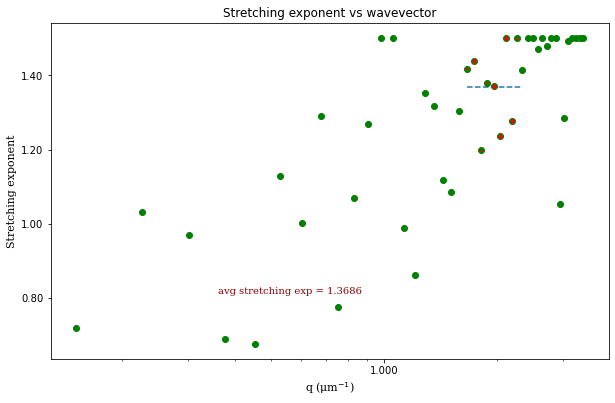 Stretching exponent vs wavevector
1.40
1.20
1.00
0.80
Stretching exponent
avg stretching exp = 1.3686
1.000
q (μm⁻¹)